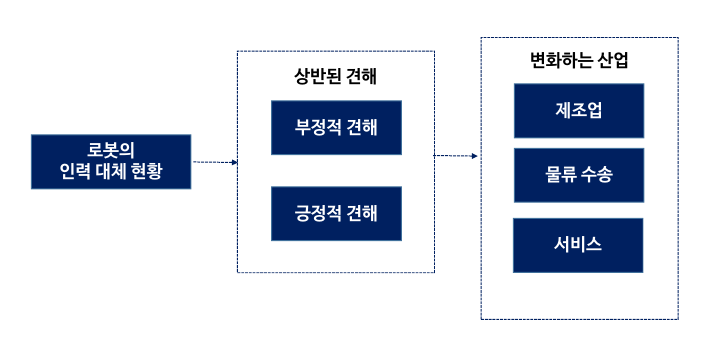 로봇의
인력 대체 현황
상반된 견해
부정적 견해
긍정적 견해
변화하는 산업
제조업
물류 수송
서비스